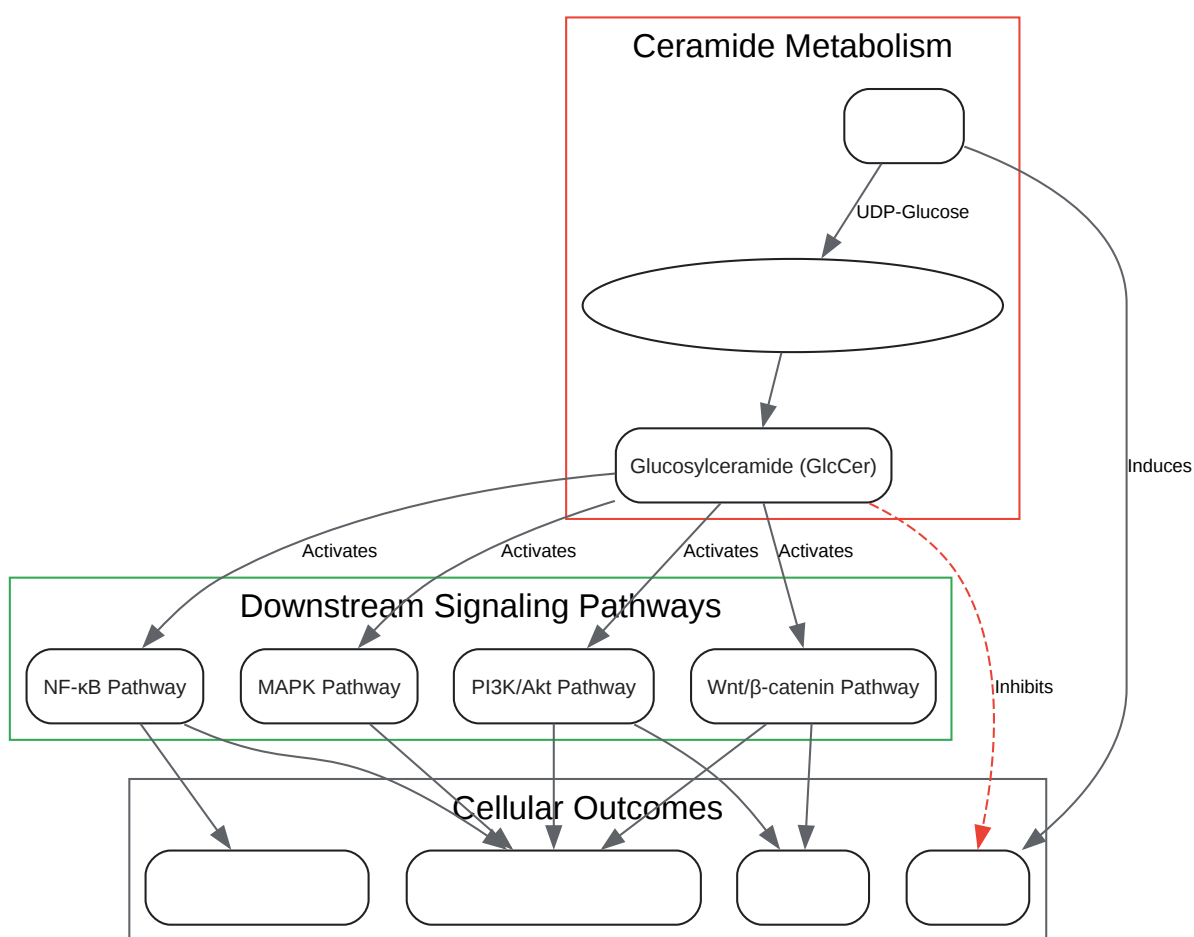 Ceramide Metabolism
UDP-Glucose
Glucosylceramide (GlcCer)
Induces
Activates
Activates
Activates
Activates
Downstream Signaling Pathways
NF-κB Pathway
MAPK Pathway
PI3K/Akt Pathway
Wnt/β-catenin Pathway
Inhibits
Cellular Outcomes